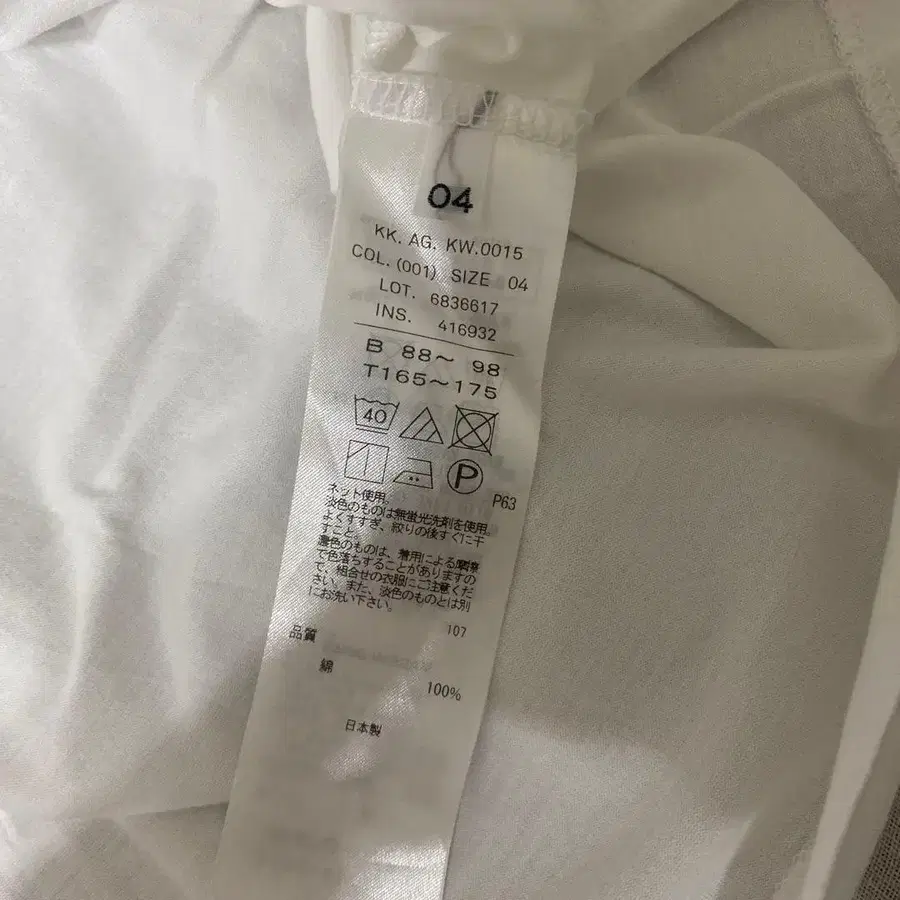 04
KK. AG. KW.0015
COL. (001) SIZE 04
LOT. 6836617
INS. 416932
B 88～ 98
T165～175
40
P
P63
ネット使用。
淡色のものは無蛍光洗剤を使用。
よくすすぎ、絞りの後すぐに干
すこと。
濃色のものは、着用による摩擦
で色落ちすることがありますの
で、組合せの衣服にご注意くだ
さい。また、淡色のものとは別
にお洗い下さい。
107
品質
綿
100%
日本製